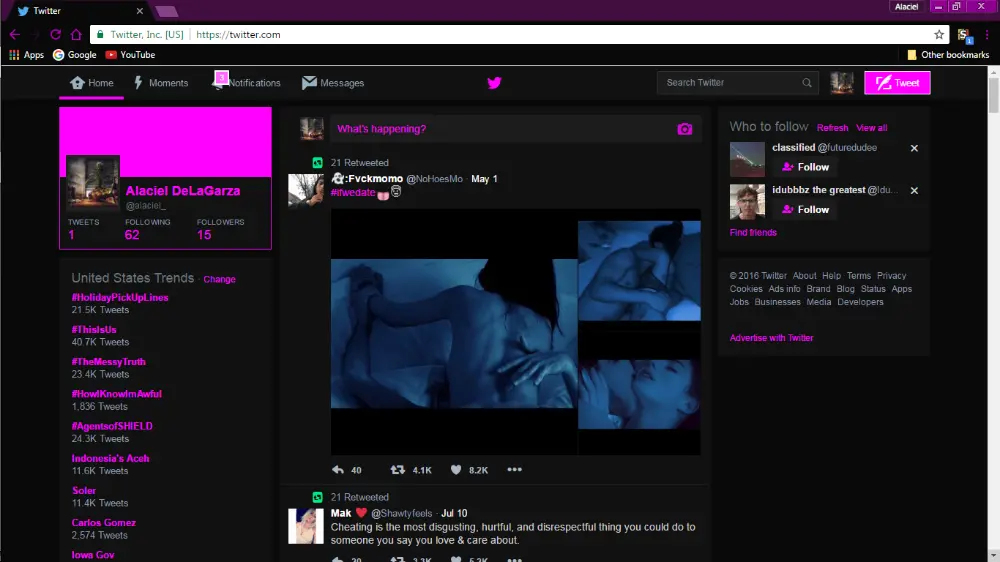 Twitter
Alaciel
Twitter, Inc. [US]
https://twitter.com
Apps
Google
YouTube
Other bookmarks
Home
Moments
3
Notifications
Messages
Search Twitter
Tweet
Alaciel DeLaGarza
@alaciel_
TWEETS
FOLLOWING
FOLLOWERS
1
62
15
United States Trends · Change
#HolidayPickUpLines
21.5K Tweets
#ThisIsUs
40.7K Tweets
#TheMessyTruth
23.4K Tweets
#HowIKnowImAwful
1,836 Tweets
#AgentsofSHIELD
24.3K Tweets
Indonesia's Aceh
11.6K Tweets
Soler
11.4K Tweets
Carlos Gomez
2,574 Tweets
Iowa Gov
What's happening?
21 Retweeted
:Fvckmomo @NoHoesMo · May 1
#ifwedate
40
4.1K
8.2K
21 Retweeted
Mak ❤ @Shawtyfeels · Jul 10
Cheating is the most disgusting, hurtful, and disrespectful thing you could do to
someone you say you love & care about.
Who to follow · Refresh · View all
classified @futuredudee
Follow
idubbbz the greatest @Idu...
Follow
Find friends
© 2016 Twitter About Help Terms Privacy
Cookies Ads info Brand Blog Status Apps
Jobs Businesses Media Developers
Advertise with Twitter